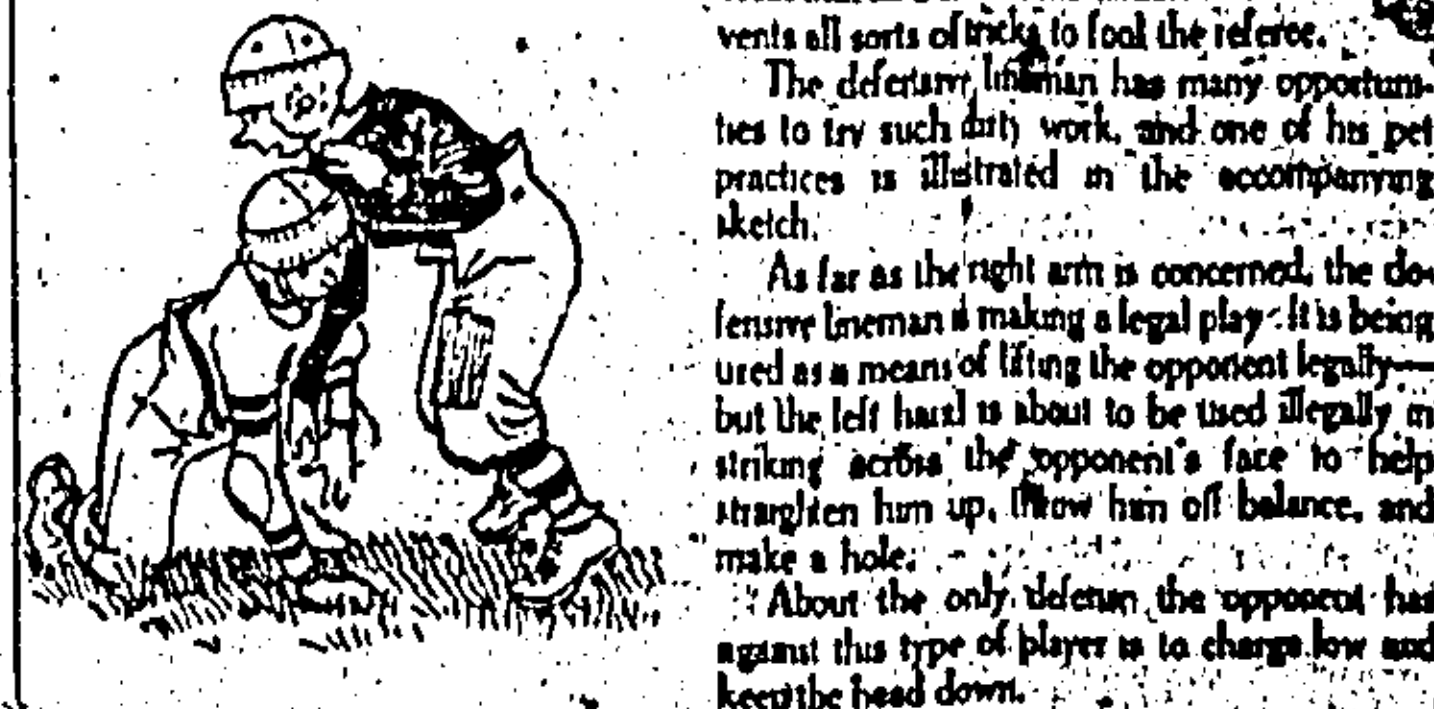 vents all sorts of tricks to fool the referee.
The defensive lineman has many opportuni-
ties to try such dirty work, and one of his pet
practices is illustrated in the accompanying
sketch.
As far as the right arm is concerned, the de-
fensive lineman is making a legal play. It is being
used as a means of lifting the opponent legally—
but the left hand is about to be used illegally in
striking across the opponent's face to help
straighten him up, throw him off balance, and
make a hole.
About the only the opponent has
against this type of player is to charge low and
keep the head down.